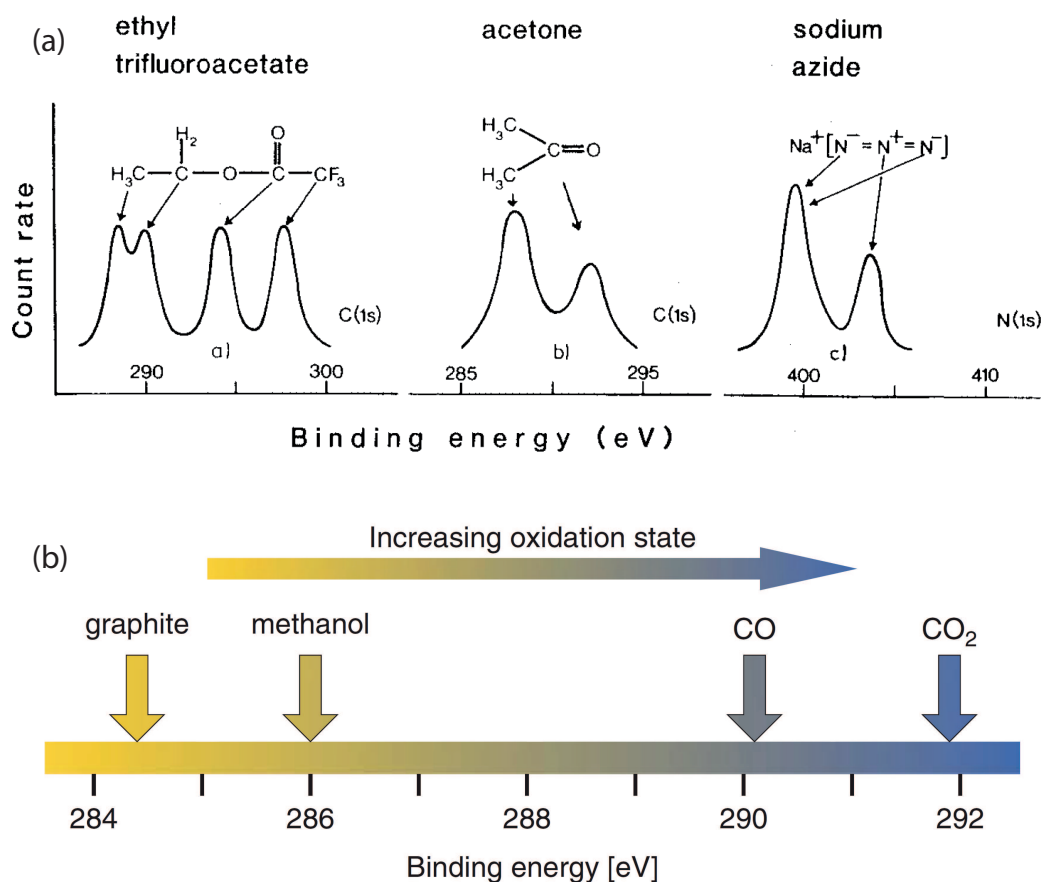 (a)
ethyl
trifluoroacetate
acetone
sodium
azide
Count rate
H₂
O
H₃C—C—O—C—CF₃
C(1s)
a)
290
300
H₃C
C=O
H₃C
C(1s)
b)
285
295
Na⁺[N⁻=N⁺=N⁻]
N(1s)
c)
400
410
Binding energy (eV)
(b)
Increasing oxidation state
graphite
methanol
CO
CO₂
284
286
288
290
292
Binding energy [eV]